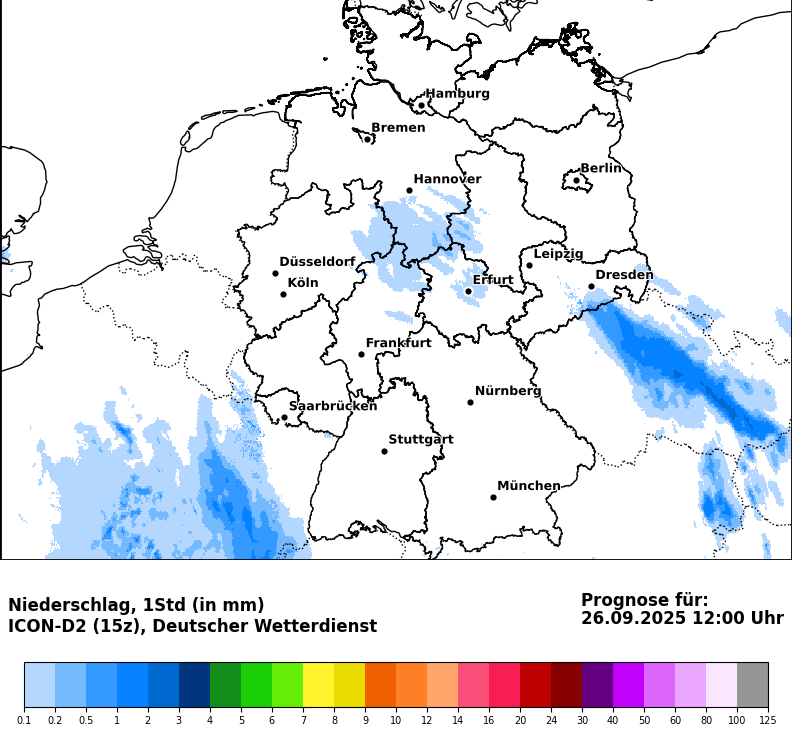 Hamburg
Bremen
Berlin
Hannover
Leipzig
Düsseldorf
Dresden
Köln
Erfurt
Frankfurt
Nürnberg
Saarbrücken
Stuttgart
München
Niederschlag, 1Std (in mm)
ICON-D2 (15z), Deutscher Wetterdienst
Prognose für:
26.09.2025 12:00 Uhr
0.1 0.2 0.5 1 2 3 4 5 6 7 8 9 10 12 14 16 20 24 30 40 50 60 80 100 125